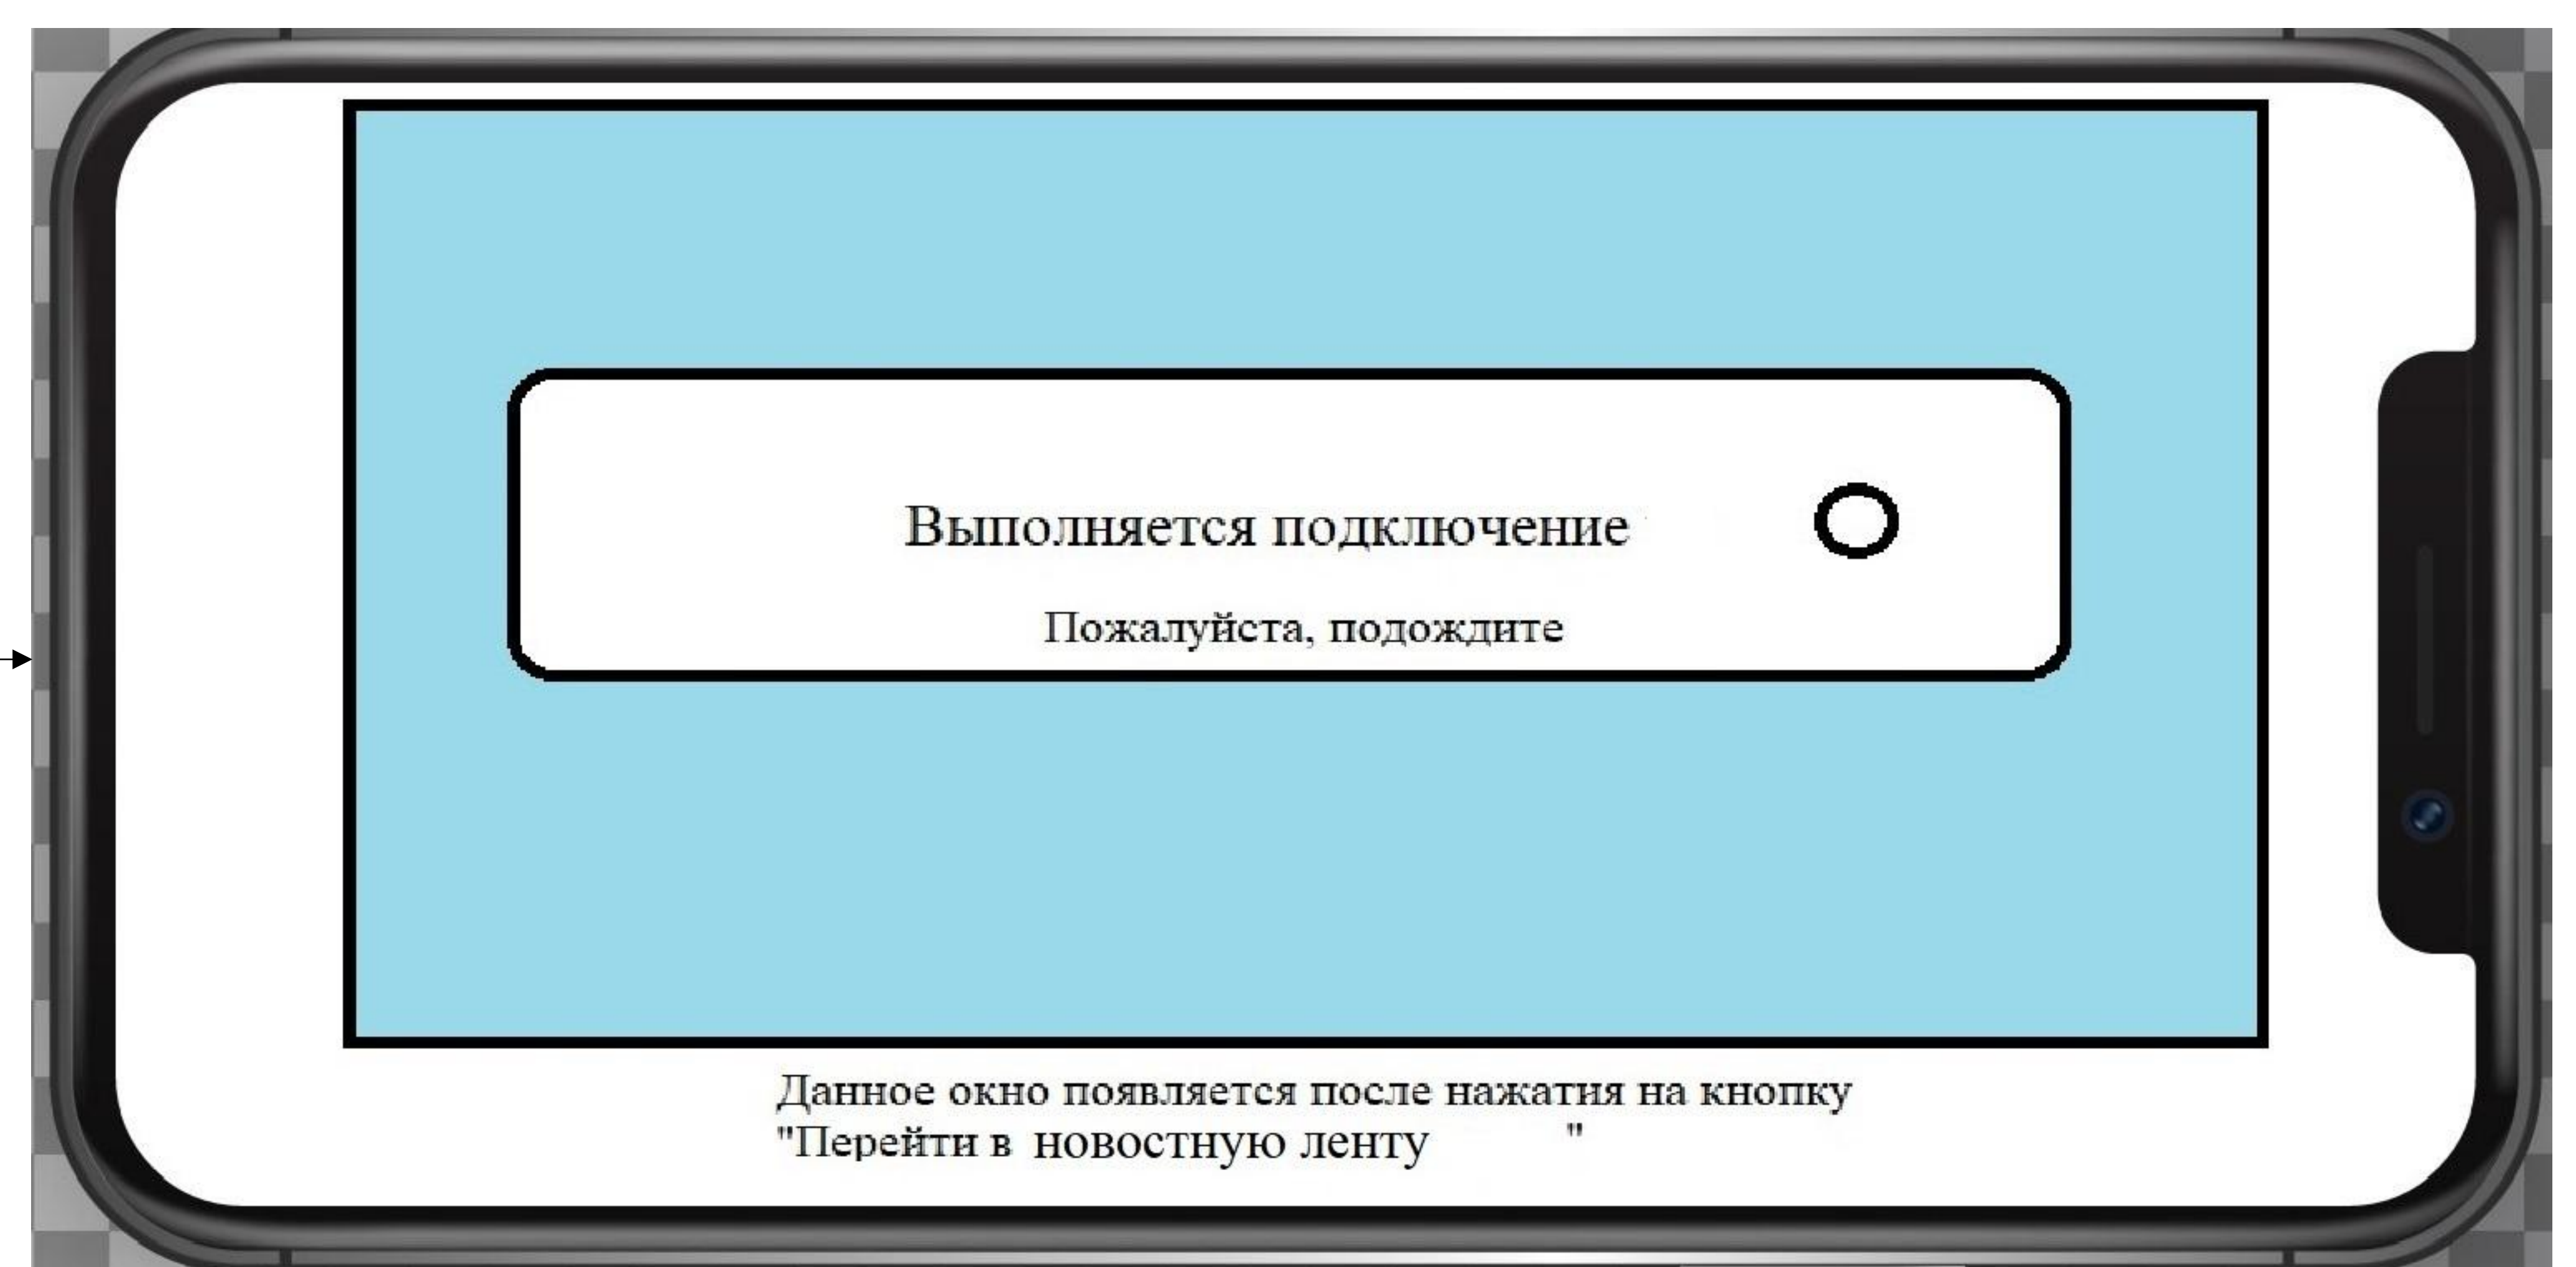 Выполняется подключение
Пожалуйста, подождите
Данное окно появляется после нажатия на кнопку
"Перейти в новостную ленту "